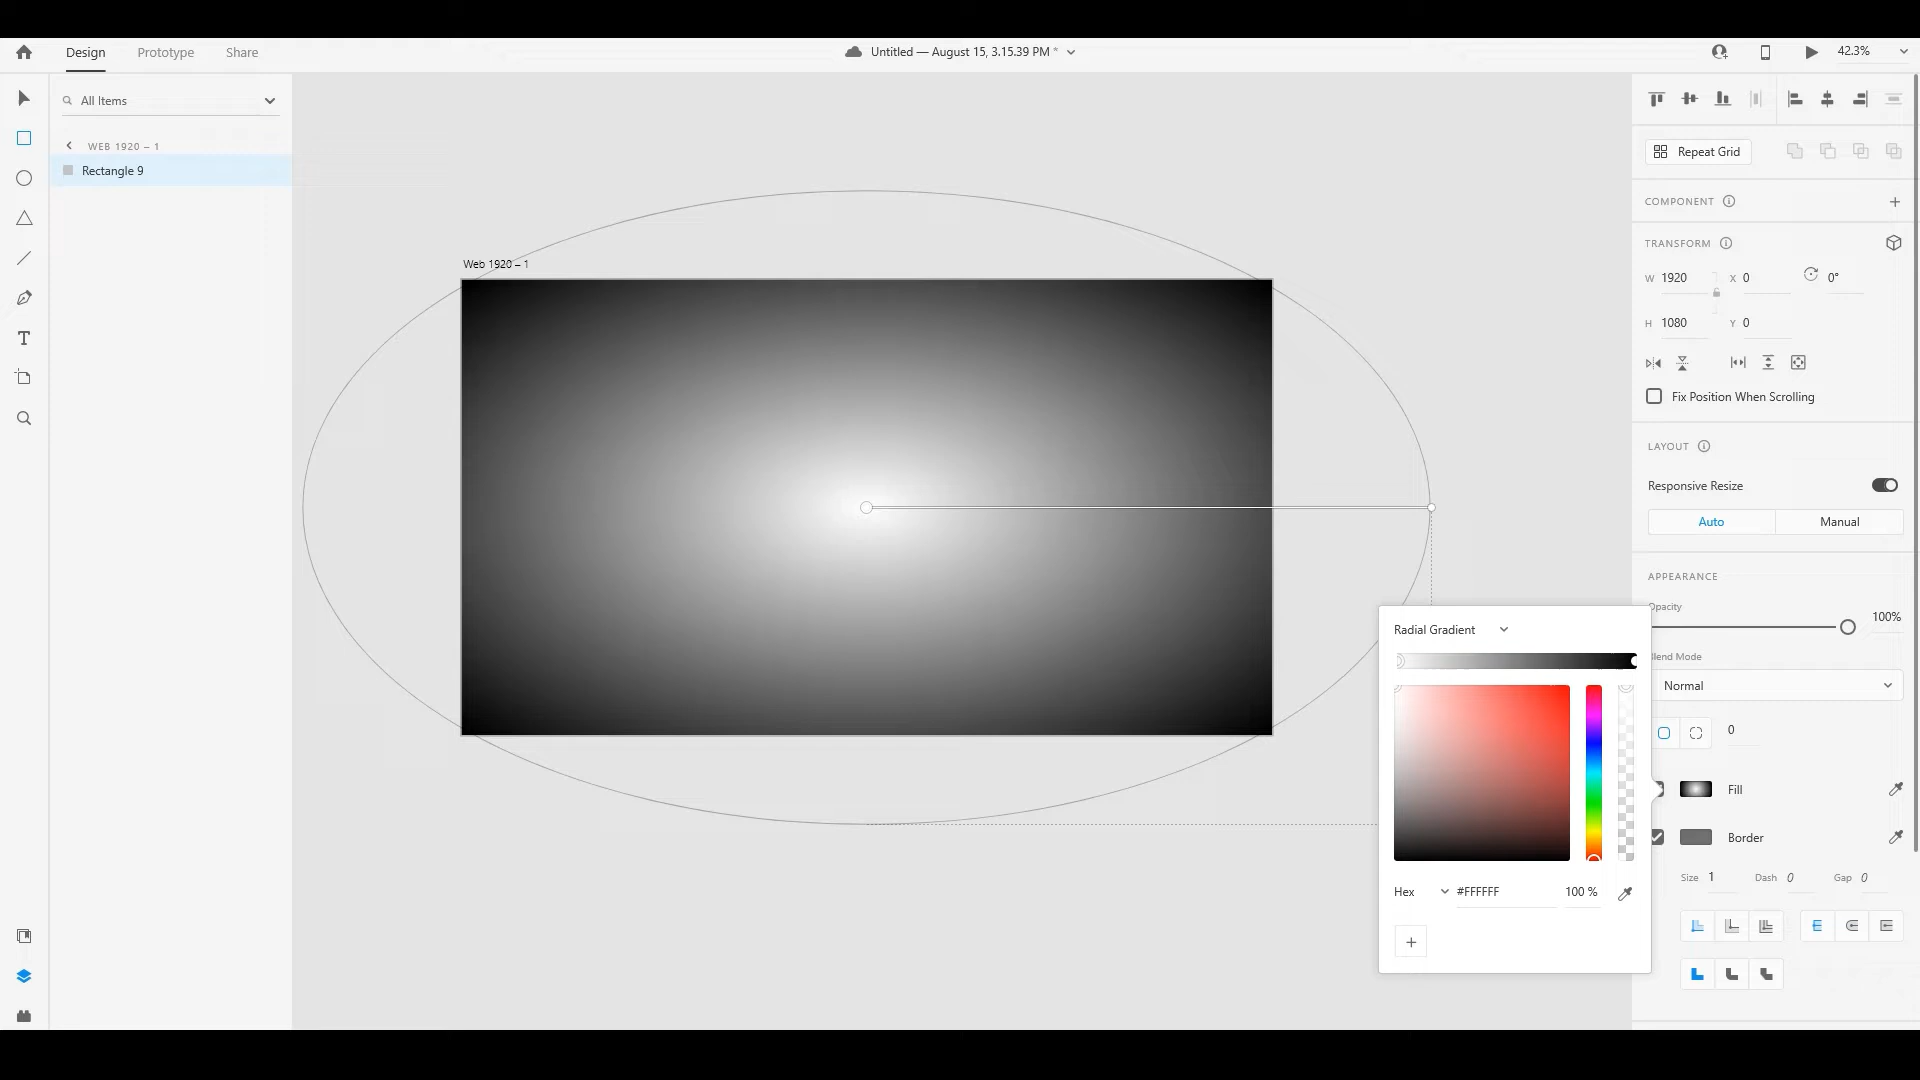 Design
Prototype
Share
Untitled — August 15, 3.15.39 PM *
42.3%
All Items
WEB 1920 – 1
Rectangle 9
Web 1920 – 1
Repeat Grid
COMPONENT
TRANSFORM
W 1920
X 0
0°
H 1080
Y 0
Fix Position When Scrolling
LAYOUT
Responsive Resize
Auto
Manual
APPEARANCE
Opacity
100%
Blend Mode
Normal
0
Fill
Border
Size 1
Dash 0
Gap 0
Radial Gradient
Hex
#FFFFFF
100 %